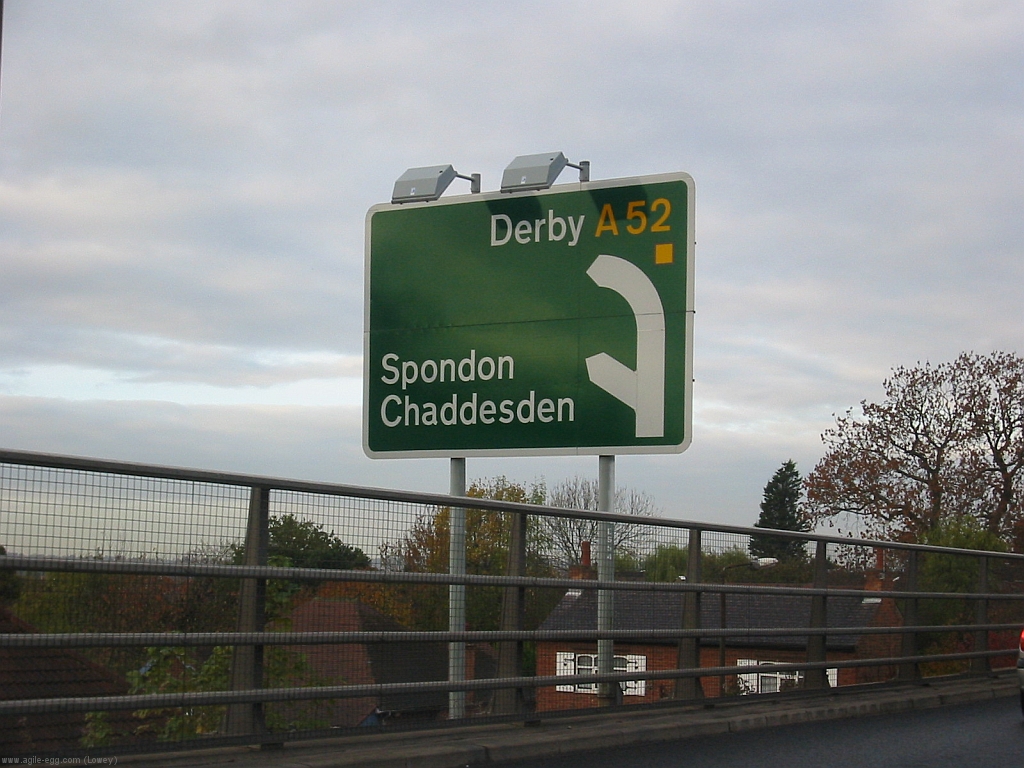 Derby A52
Spondon
Chaddesden
www.agile-egg.com (Lowey)